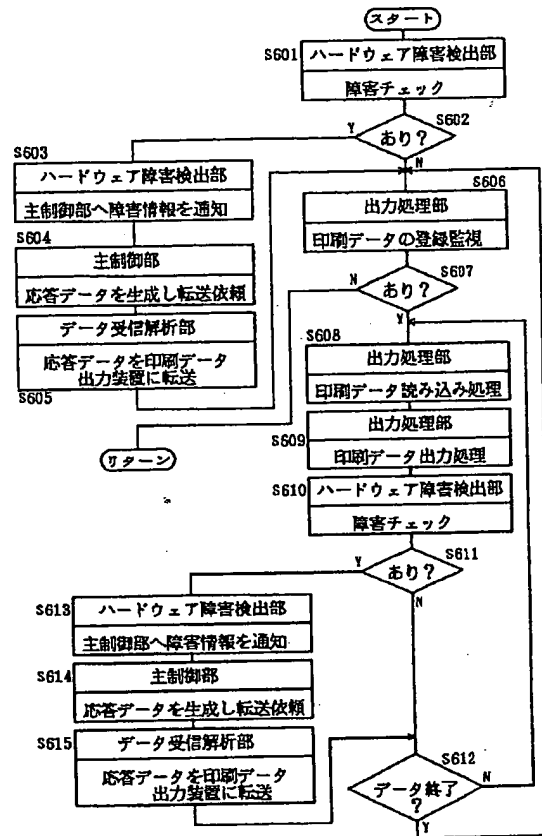 スタート
S601
ハードウェア障害検出部
障害チェック
S602
あり?
Y
N
S603
ハードウェア障害検出部
主制御部へ障害情報を通知
S604
主制御部
応答データを生成し転送依頼
データ受信解析部
応答データを印刷データ
出力装置に転送
S605
S606
出力処理部
印刷データの登録監視
S607
あり?
N
Y
リターン
S608
出力処理部
印刷データ読み込み処理
S609
出力処理部
印刷データ出力処理
S610
ハードウェア障害検出部
障害チェック
S611
あり?
Y
N
S613
ハードウェア障害検出部
主制御部へ障害情報を通知
S614
主制御部
応答データを生成し転送依頼
S615
データ受信解析部
応答データを印刷データ
出力装置に転送
S612
データ終了
?
N
Y